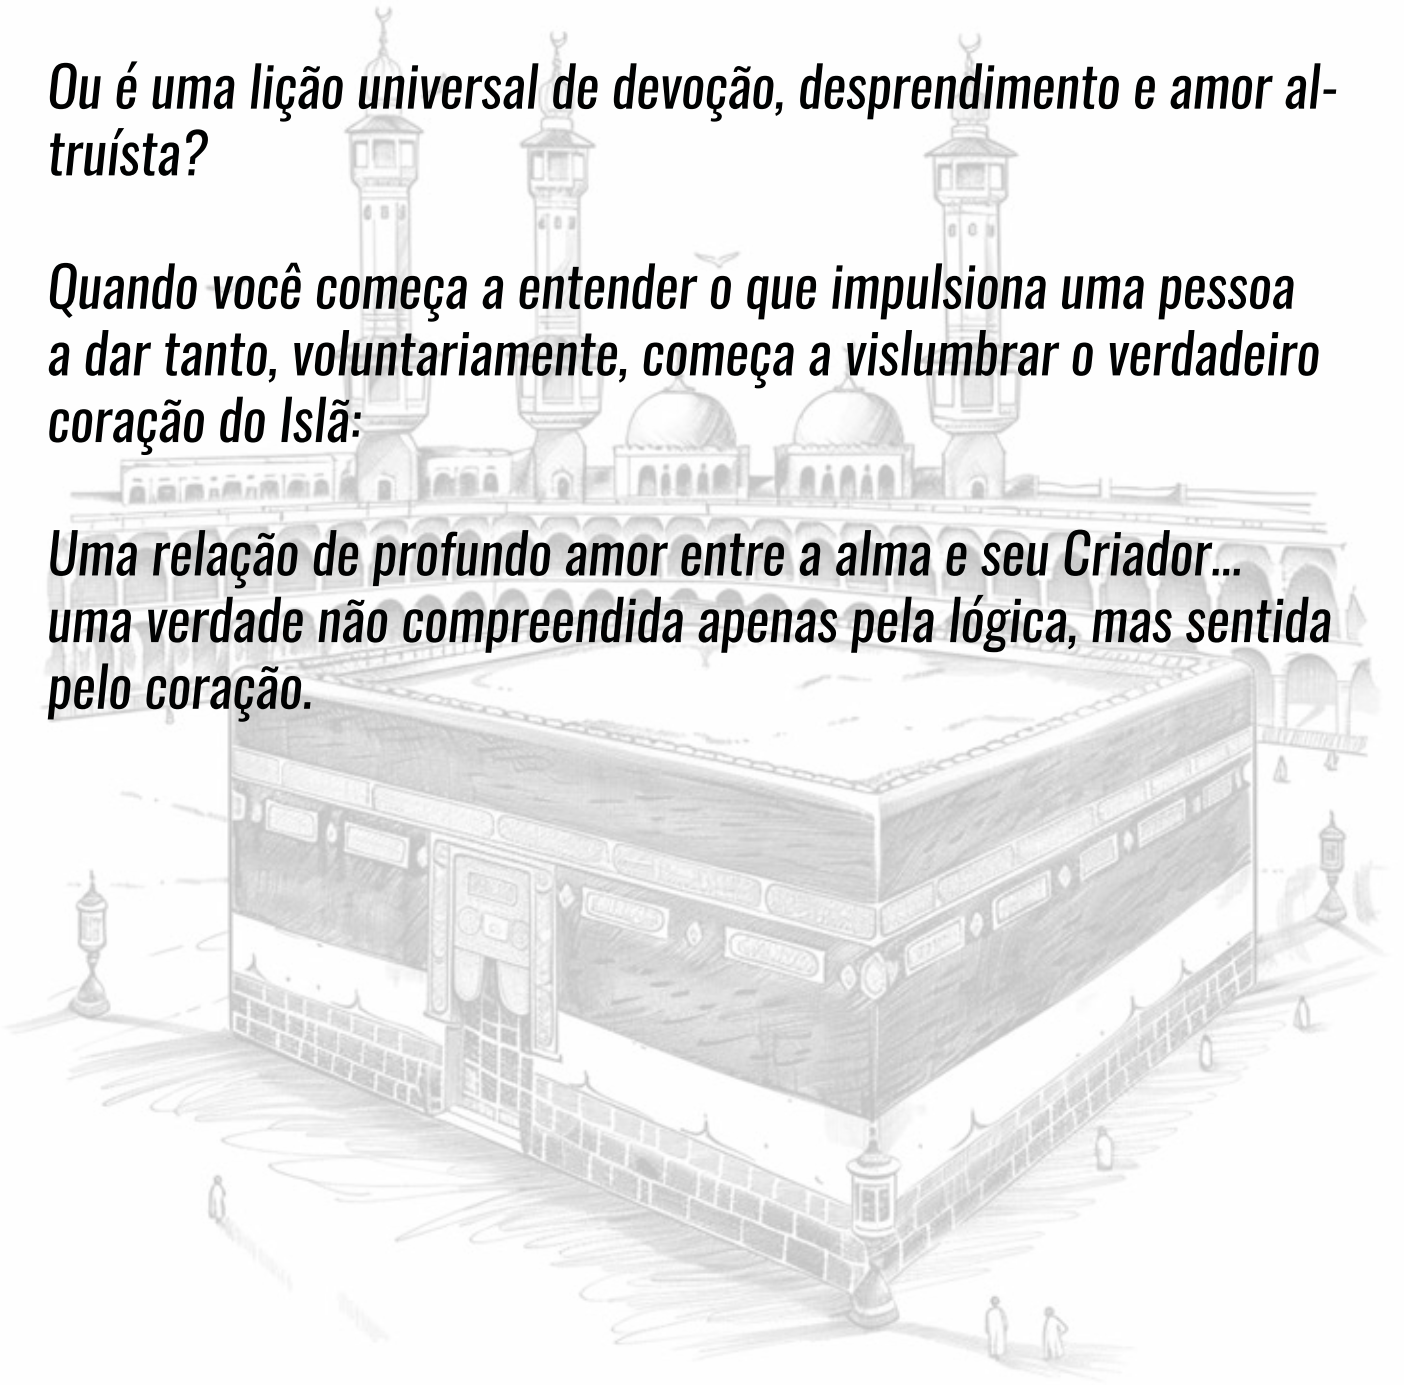 Ou é uma lição universal de devoção, desprendimento e amor al-
truísta?
Quando você começa a entender o que impulsiona uma pessoa
a dar tanto, voluntariamente, começa a vislumbrar o verdadeiro
coração do Islã:
Uma relação de profundo amor entre a alma e seu Criador...
uma verdade não compreendida apenas pela lógica, mas sentida
pelo coração.